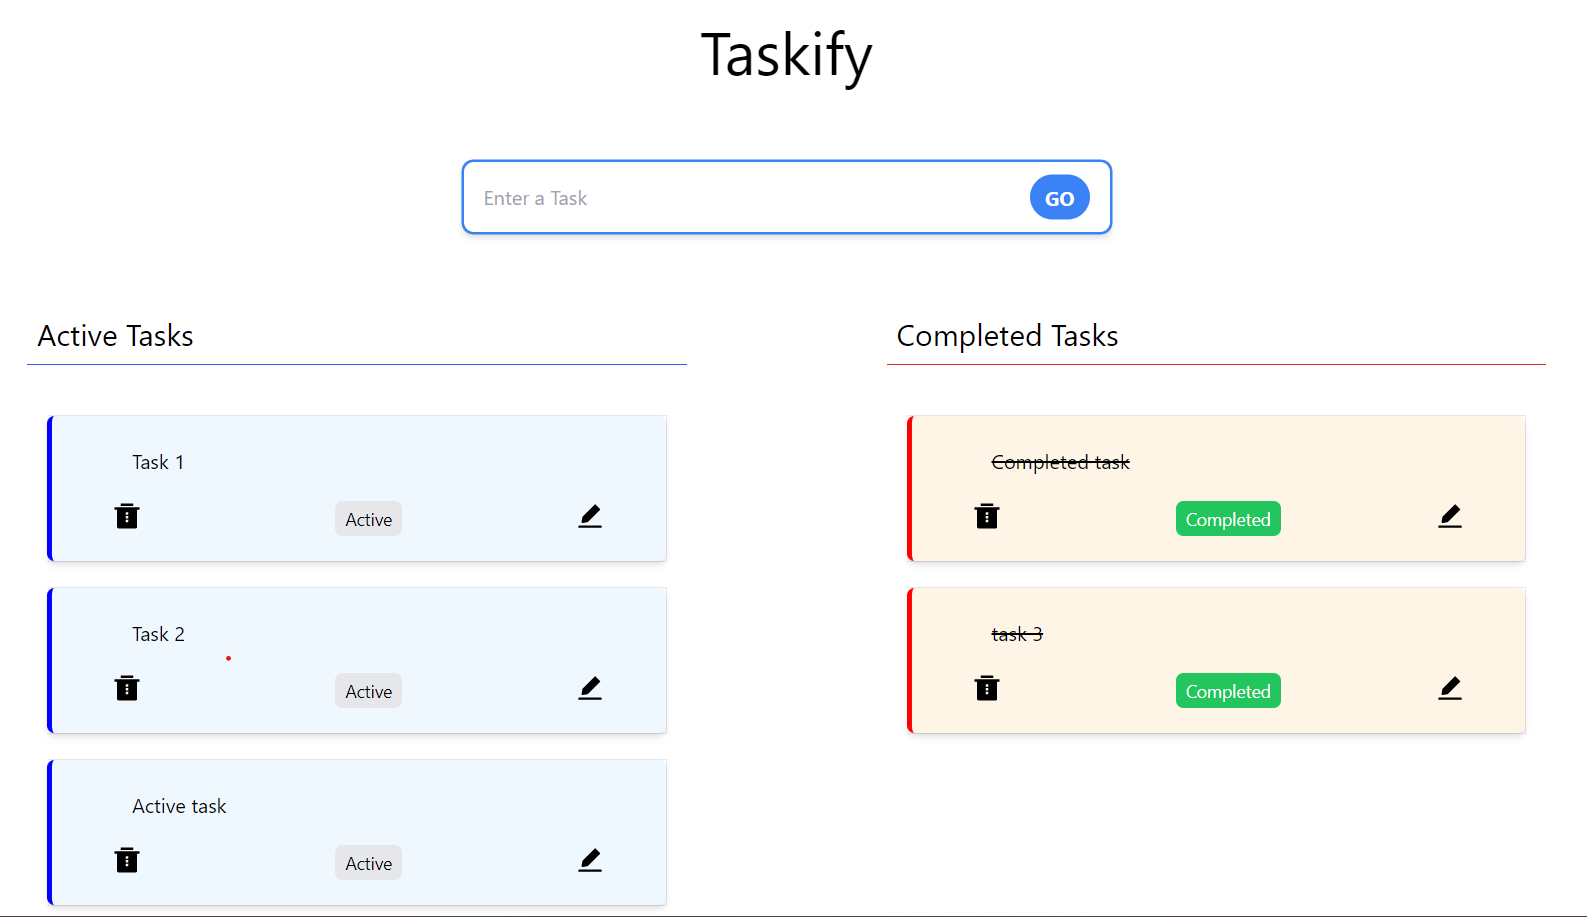 Taskify
Enter a Task
GO
Active Tasks
Task 1
Active
Task 2
Active
Active task
Active
Completed Tasks
Completed task
Completed
task 3
Completed